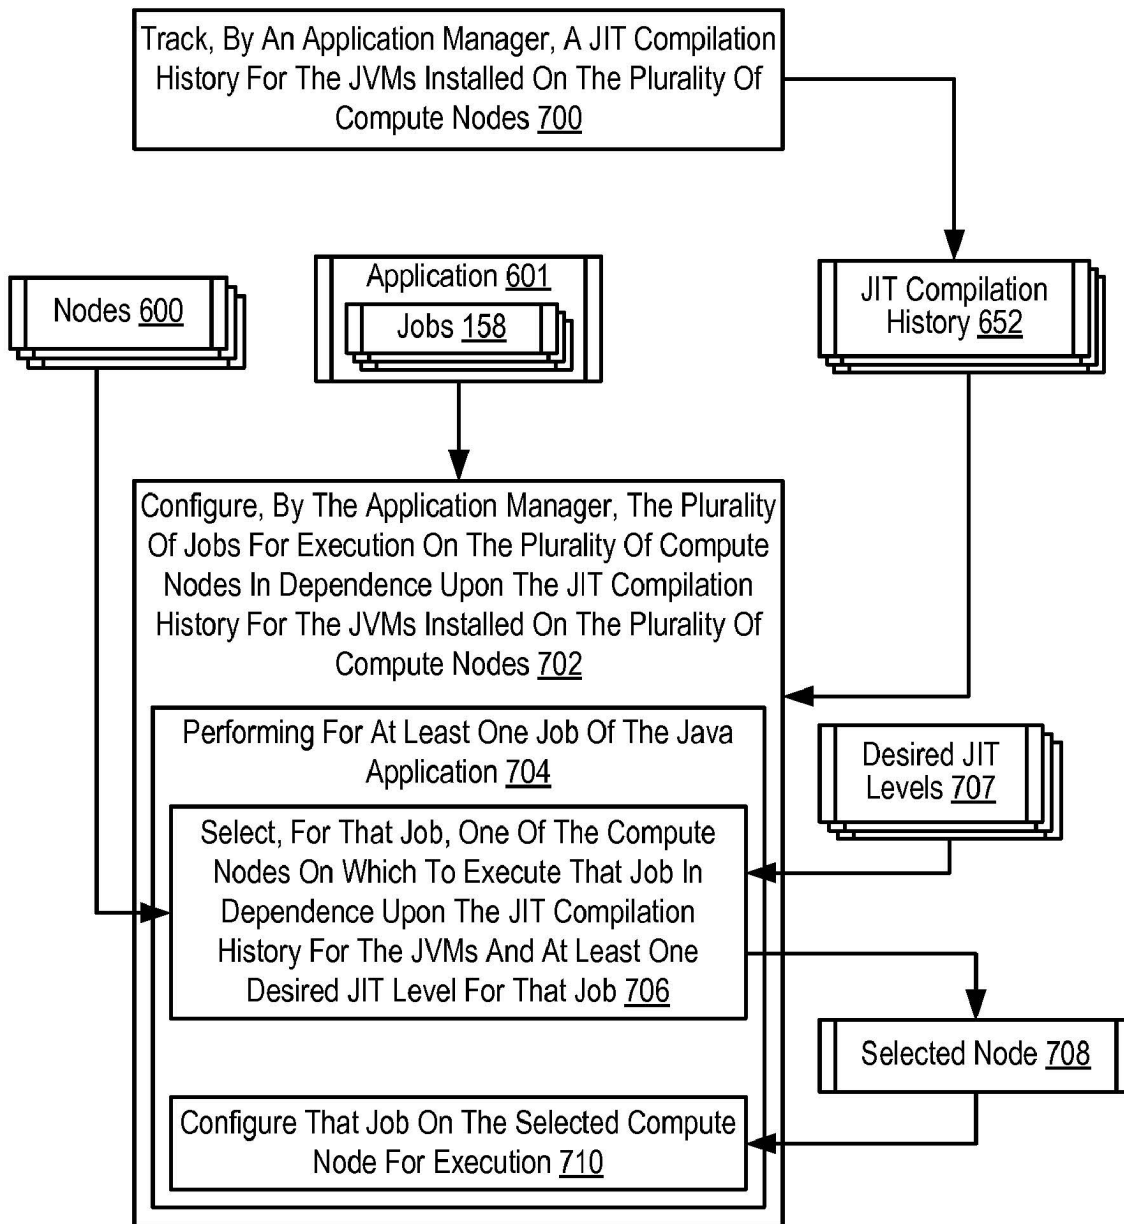 Track, By An Application Manager, A JIT Compilation
History For The JVMs Installed On The Plurality Of
Compute Nodes 700
Nodes 600
Application 601
Jobs 158
JIT Compilation
History 652
Configure, By The Application Manager, The Plurality
Of Jobs For Execution On The Plurality Of Compute
Nodes In Dependence Upon The JIT Compilation
History For The JVMs Installed On The Plurality Of
Compute Nodes 702
Performing For At Least One Job Of The Java
Application 704
Desired JIT
Levels 707
Select, For That Job, One Of The Compute
Nodes On Which To Execute That Job In
Dependence Upon The JIT Compilation
History For The JVMs And At Least One
Desired JIT Level For That Job 706
Selected Node 708
Configure That Job On The Selected Compute
Node For Execution 710